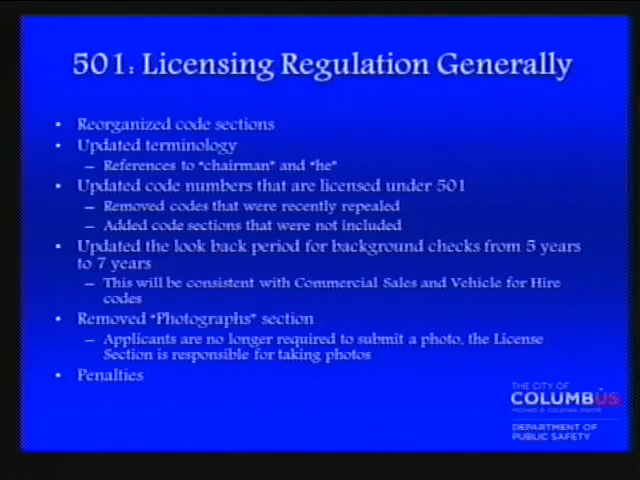 501: Licensing Regulation Generally
• Reorganized code sections
• Updated terminology
– References to "chairman" and "he"
• Updated code numbers that are licensed under 501
– Removed codes that were recently repealed
– Added code sections that were not included
• Updated the look back period for background checks from 5 years
to 7 years
– This will be consistent with Commercial Sales and Vehicle for Hire
codes
• Removed "Photographs" section
– Applicants are no longer required to submit a photo, the License
Section is responsible for taking photos
• Penalties
THE CITY OF
COLUMBUS
MICHAEL B. COLEMAN, MAYOR
DEPARTMENT OF
PUBLIC SAFETY